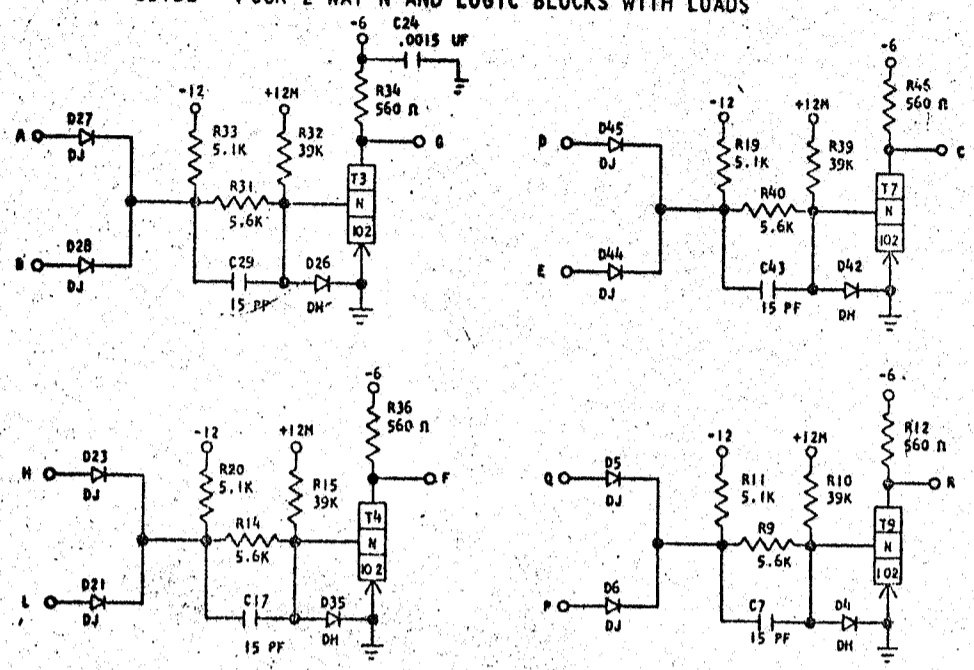 FOUR 2 WAY N AND LOGIC BLOCKS WITH LOADS
-6
C24
.0015 UF
R34
560 Ω
-12
+12M
D27
A
DJ
R33
5.1K
R32
39K
G
R31
5.6K
T3
N
102
D28
B
DJ
C29
15 PF
D26
DH
-6
R45
560 Ω
-12
+12M
D45
D
DJ
R19
5.1K
R39
39K
C
R40
5.6K
T7
N
102
D44
E
DJ
C43
15 PF
D42
DH
-6
R36
560 Ω
-12
+12M
D23
H
DJ
R20
5.1K
R15
39K
F
R14
5.6K
T4
N
102
D21
L
DJ
C17
15 PF
D35
DH
-6
R12
560 Ω
-12
+12M
D5
Q
DJ
R11
5.1K
R10
39K
R
R9
5.6K
T9
N
102
D6
P
DJ
C7
15 PF
D4
DH